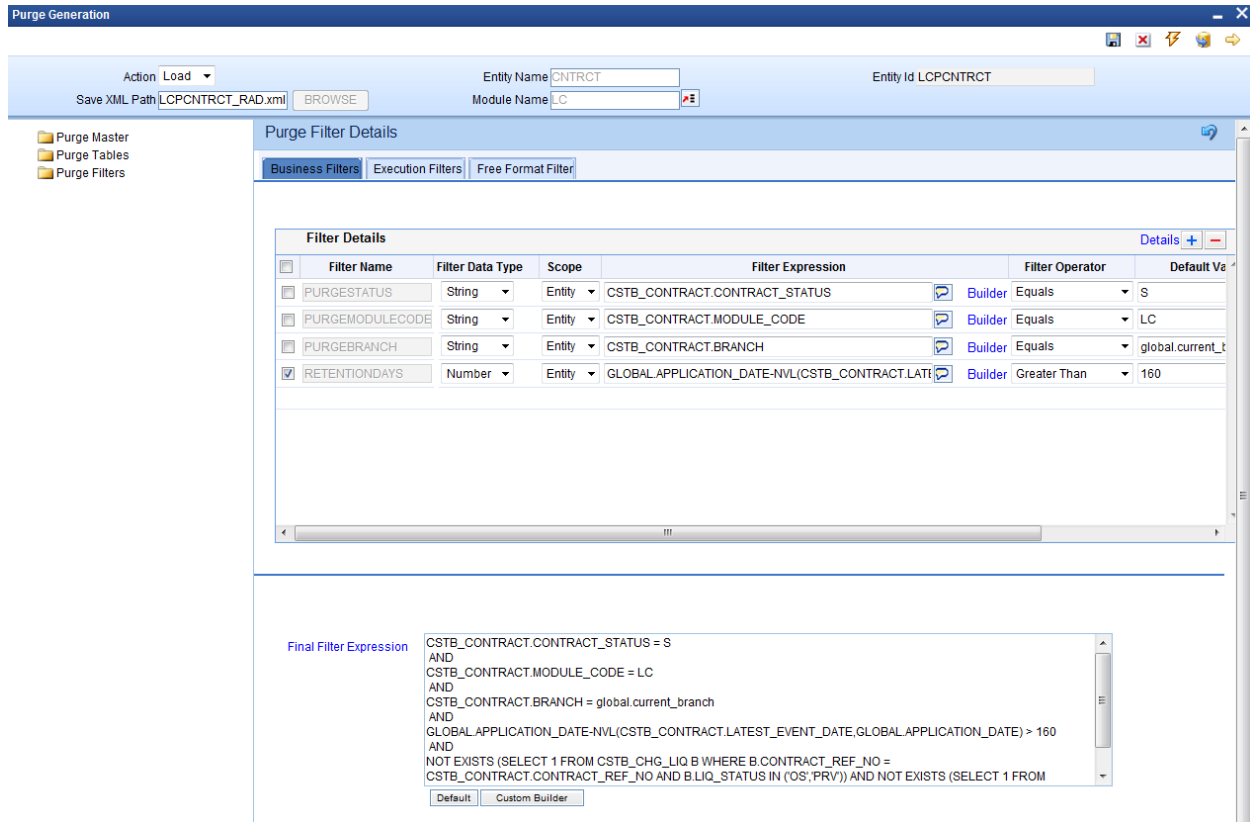 Purge Generation
Action Load Entity Name CNTRCT Entity Id LCPCNTRCT
Save XML Path LCPCNTRCT_RAD.xml BROWSE Module Name LC
Purge Master
Purge Tables
Purge Filters
Purge Filter Details
Business Filters Execution Filters Free Format Filter
Filter Details Details
Filter Name Filter Data Type Scope Filter Expression Filter Operator Default Va
PURGESTATUS String Entity CSTB_CONTRACT.CONTRACT_STATUS Builder Equals S
PURGEMODULECODE String Entity CSTB_CONTRACT.MODULE_CODE Builder Equals LC
PURGEBRANCH String Entity CSTB_CONTRACT.BRANCH Builder Equals global.current_b
RETENTIONDAYS Number Entity GLOBAL.APPLICATION_DATE-NVL(CSTB_CONTRACT.LATE Builder Greater Than 160
Final Filter Expression
CSTB_CONTRACT.CONTRACT_STATUS = S
AND
CSTB_CONTRACT.MODULE_CODE = LC
AND
CSTB_CONTRACT.BRANCH = global.current_branch
AND
GLOBAL.APPLICATION_DATE-NVL(CSTB_CONTRACT.LATEST_EVENT_DATE,GLOBAL.APPLICATION_DATE) > 160
AND
NOT EXISTS (SELECT 1 FROM CSTB_CHG_LIQ B WHERE B.CONTRACT_REF_NO =
CSTB_CONTRACT.CONTRACT_REF_NO AND B.LIQ_STATUS IN ('OS','PRV')) AND NOT EXISTS (SELECT 1 FROM
Default Custom Builder